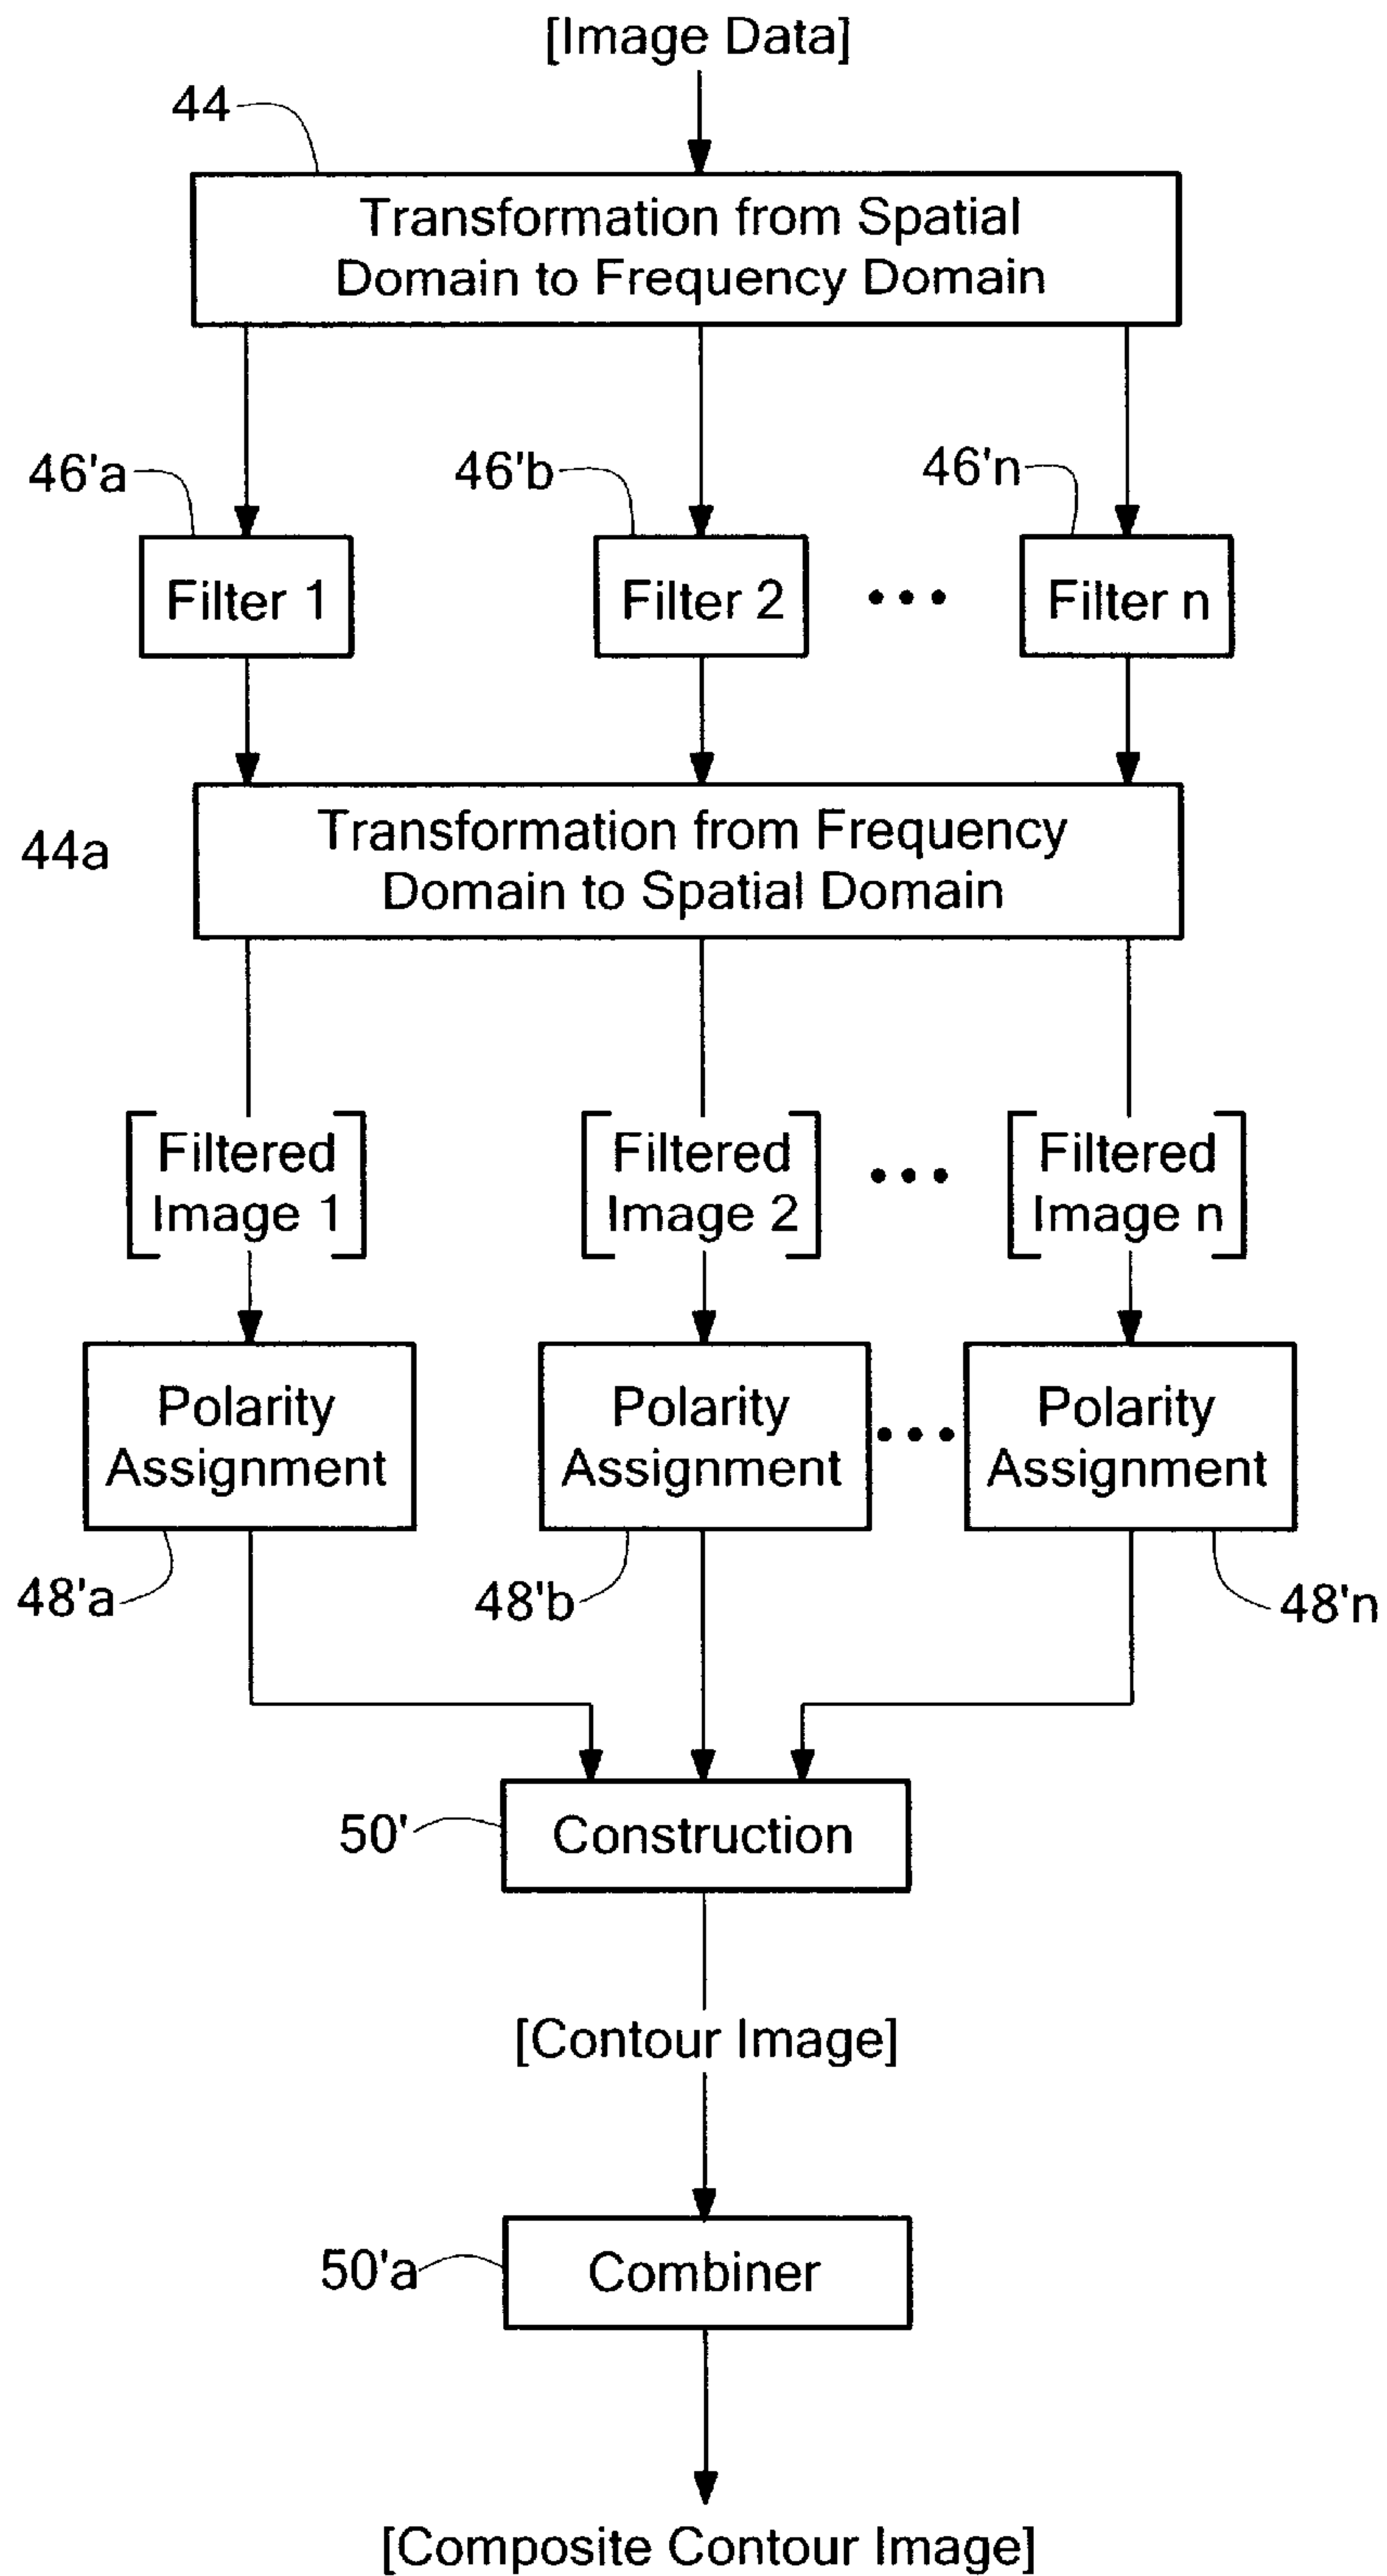 [Image Data]
44
Transformation from Spatial
Domain to Frequency Domain
46'a
46'b
46'n
Filter 1
Filter 2
Filter n
44a
Transformation from Frequency
Domain to Spatial Domain
[Filtered
Image 1]
[Filtered
Image 2]
[Filtered
Image n]
Polarity
Assignment
Polarity
Assignment
Polarity
Assignment
48'a
48'b
48'n
50'
Construction
[Contour Image]
50'a
Combiner
[Composite Contour Image]